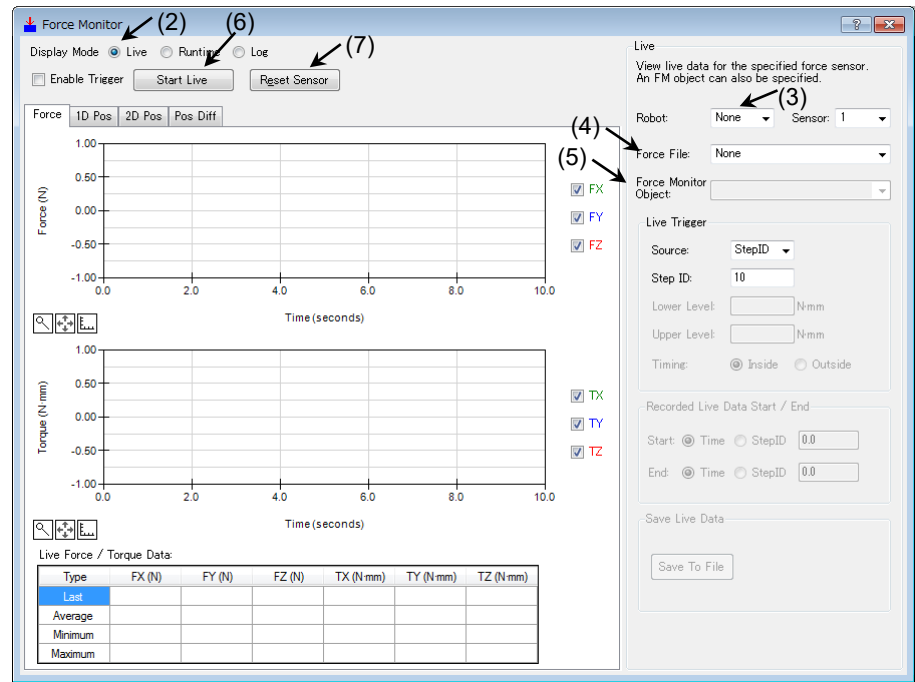 Force Monitor
(2)
(6)
(7)
Display Mode Live Runtime Log
Enable Trigger Start Live Reset Sensor
Force 1D Pos 2D Pos Pos Diff
Force (N)
1.00
0.50
0.00
-0.50
-1.00
0.0 2.0 4.0 6.0 8.0 10.0
Time (seconds)
FX
FY
FZ
Torque (N·mm)
1.00
0.50
0.00
-0.50
-1.00
0.0 2.0 4.0 6.0 8.0 10.0
Time (seconds)
TX
TY
TZ
Live Force / Torque Data:
Type FX (N) FY (N) FZ (N) TX (N·mm) TY (N·mm) TZ (N·mm)
Last
Average
Minimum
Maximum
Live
View live data for the specified force sensor.
An FM object can also be specified.
(3)
Robot: None Sensor: 1
(4)
Force File: None
(5)
Force Monitor
Object:
Live Trigger
Source: StepID
Step ID: 10
Lower Level: N·mm
Upper Level: N·mm
Timing: Inside Outside
Recorded Live Data Start / End
Start: Time StepID 0.0
End: Time StepID 0.0
Save Live Data
Save To File